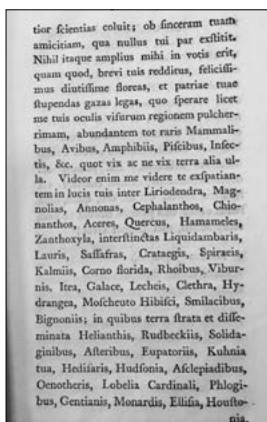 tior scientias coluit; ob sinceram tuam
amicitiam, qua nullus tui par exstitit.
Nihil itaque amplius mihi in votis erit,
quam quod, brevi tuis redditus, felicissi-
mus diutissime floreas, et patriae tuae
stupendas gazas legas, quo sperare licet
me tuis oculis visurum regionem pulcher-
rimam, abundantem tot raris Mammali-
bus, Avibus, Amphibiis, Piscibus, Insec-
tis, &c. quot vix ac ne vix terra alia ul-
la. Videor enim me videre te exspatian-
tem in lucis tuis inter Liriodendra, Mag-
nolias, Annonas, Cephalanthos, Chio-
nanthos, Aceres, Quercus, Hamameles,
Zanthoxyla, interstinctas Liquidambaris,
Lauris, Sassafras, Crataegis, Spiraeis,
Kalmiis, Corno florida, Rhoibus, Vibur-
nis, Itea, Galace, Lecheis, Clethra, Hy-
drangea, Moscheuto Hibisci, Smilacibus,
Bignoniis; in quibus terra strata et disse-
minata Helianthis, Rudbeckiis, Solida-
ginibus, Asteribus, Eupatoriis, Kuhnia
tua, Hedisaris, Hudsonia, Asclepiadibus,
Oenotheris, Lobelia Cardinali, Phlogi-
bus, Gentianis, Monardis, Ellisia, Housto-
nia.